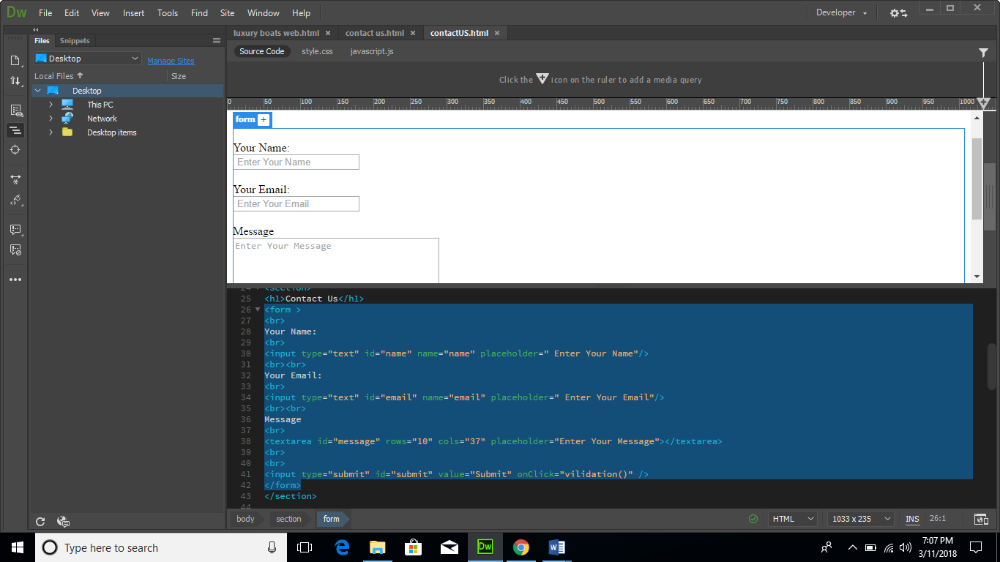 Dw File Edit View Insert Tools Find Site Window Help Developer
Files Snippets
Desktop Manage Sites
Local Files Size
Desktop
This PC
Network
Desktop items
luxury boats web.html contact us.html contactUS.html
Source Code style.css javascript.js
Click the icon on the ruler to add a media query
0 50 100 150 200 250 300 350 400 450 500 550 600 650 700 750 800 850 900 950 1000
form +
Your Name:
Enter Your Name
Your Email:
Enter Your Email
Message
Enter Your Message
24 <section>
25 <h1>Contact Us</h1>
26 <form >
27 <br>
28 Your Name:
29 <br>
30 <input type="text" id="name" name="name" placeholder=" Enter Your Name"/>
31 <br><br>
32 Your Email:
33 <br>
34 <input type="text" id="email" name="email" placeholder=" Enter Your Email"/>
35 <br><br>
36 Message
37 <br>
38 <textarea id="message" rows="10" cols="37" placeholder="Enter Your Message"></textarea>
39 <br>
40 <br>
41 <input type="submit" id="submit" value="Submit" onClick="vilidation()" />
42 </form>
43 </section>
44
body section form HTML 1033 x 235 INS 26:1
Type here to search
Dw
7:07 PM
3/11/2018